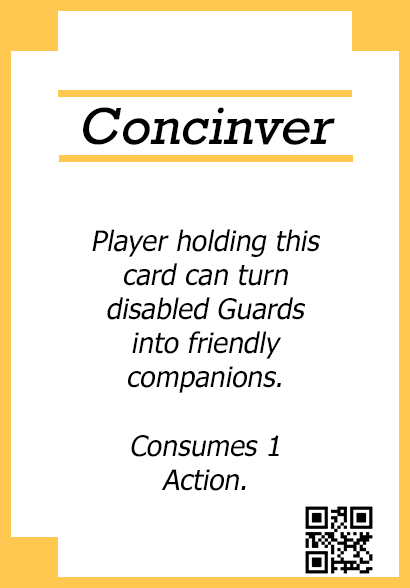 Concinver
Player holding this
card can turn
disabled Guards
into friendly
companions.
Consumes 1
Action.